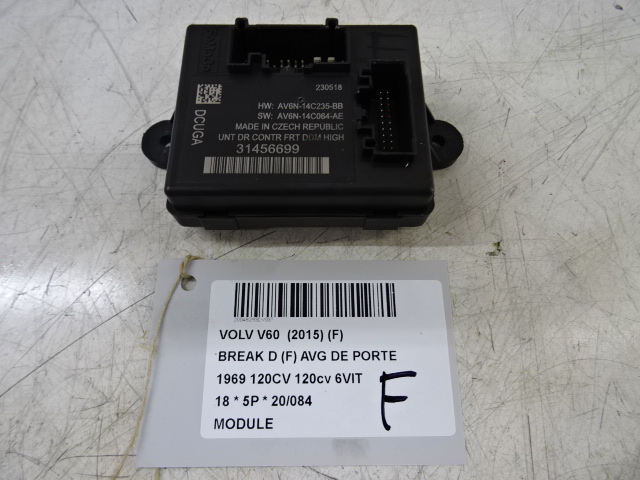 230518
HW: AV6N-14C235-BB
SW: AV6N-14C064-AE
MADE IN CZECH REPUBLIC
UNT DR CONTR FRT DDM HIGH
31456699
DCUGA
VOLV V60 (2015) (F)
BREAK D (F) AVG DE PORTE
1969 120CV 120cv 6VIT
18 * 5P * 20/084
MODULE
F